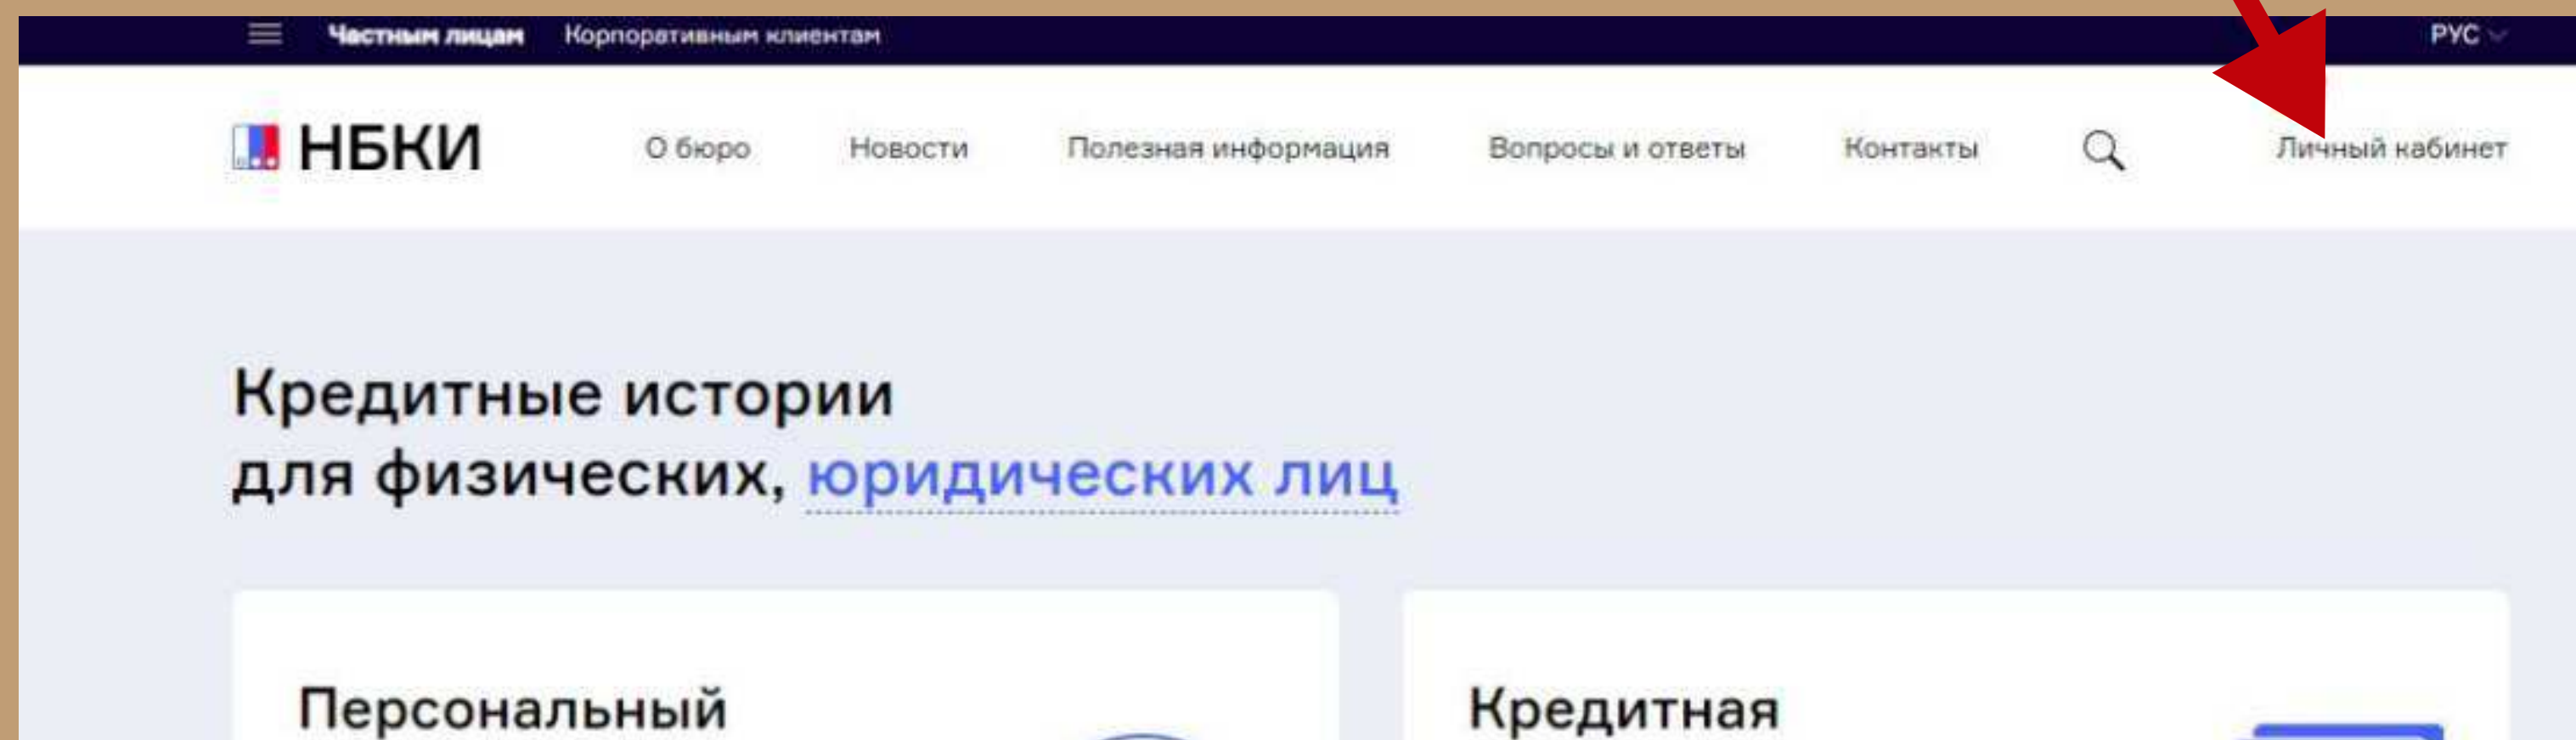 Частным лицам Корпоративным клиентам РУС
НБКИ О бюро Новости Полезная информация Вопросы и ответы Контакты Личный кабинет
Кредитные истории
для физических, юридических лиц
Персональный Кредитная